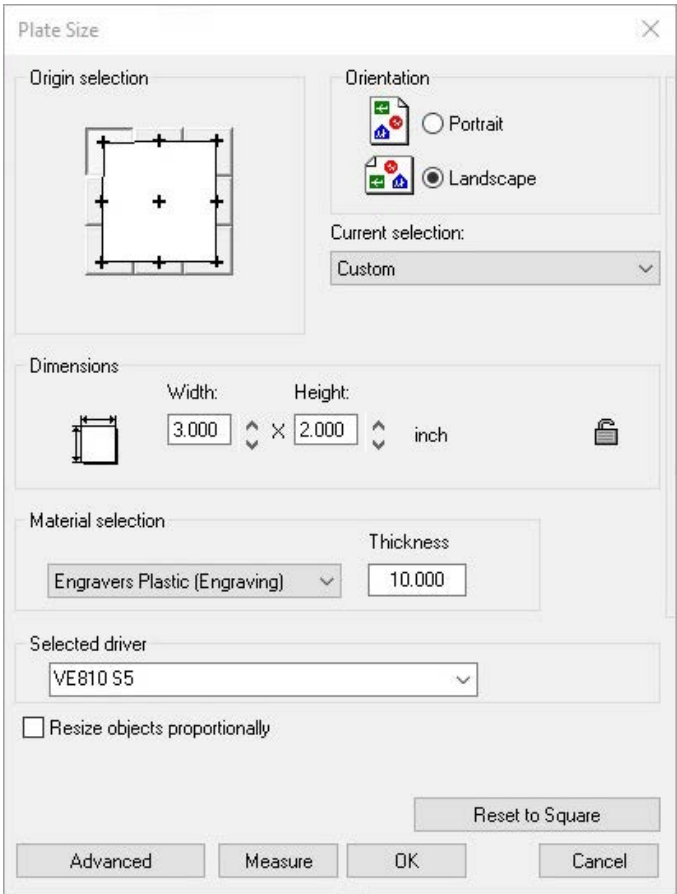 Plate Size
Origin selection
Orientation
Portrait
Landscape
Current selection:
Custom
Dimensions
Width: Height:
3.000 X 2.000 inch
Material selection
Thickness
Engravers Plastic (Engraving) 10.000
Selected driver
VE810 S5
Resize objects proportionally
Reset to Square
Advanced Measure OK Cancel